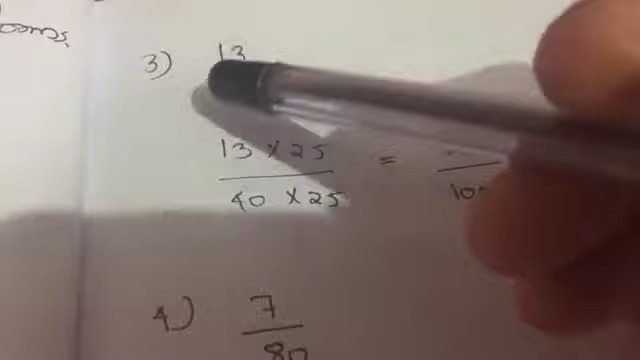 3) 13
13 × 25
40 × 25
=
4) 7
80